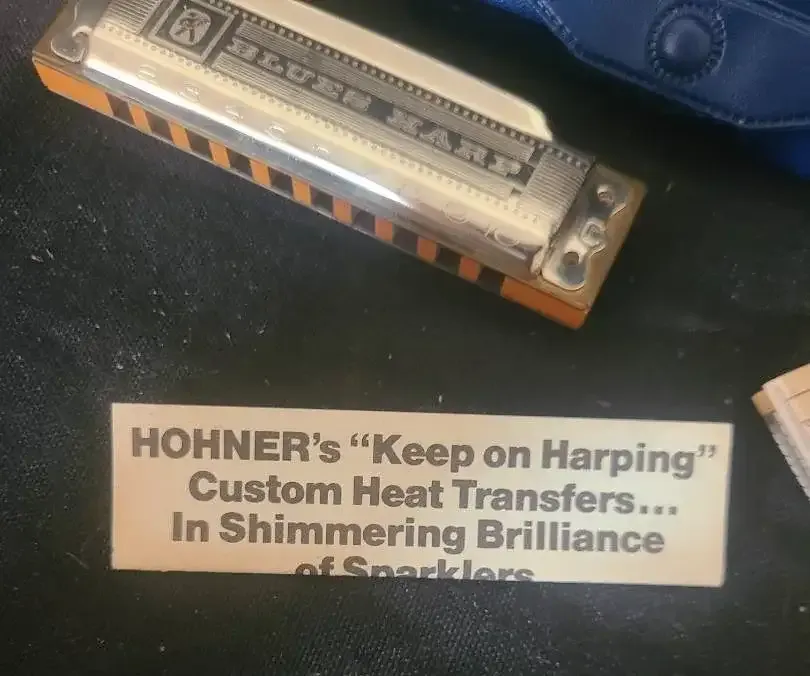 BLUES HARP
HOHNER's “Keep on Harping”
Custom Heat Transfers...
In Shimmering Brilliance
of Sparklers